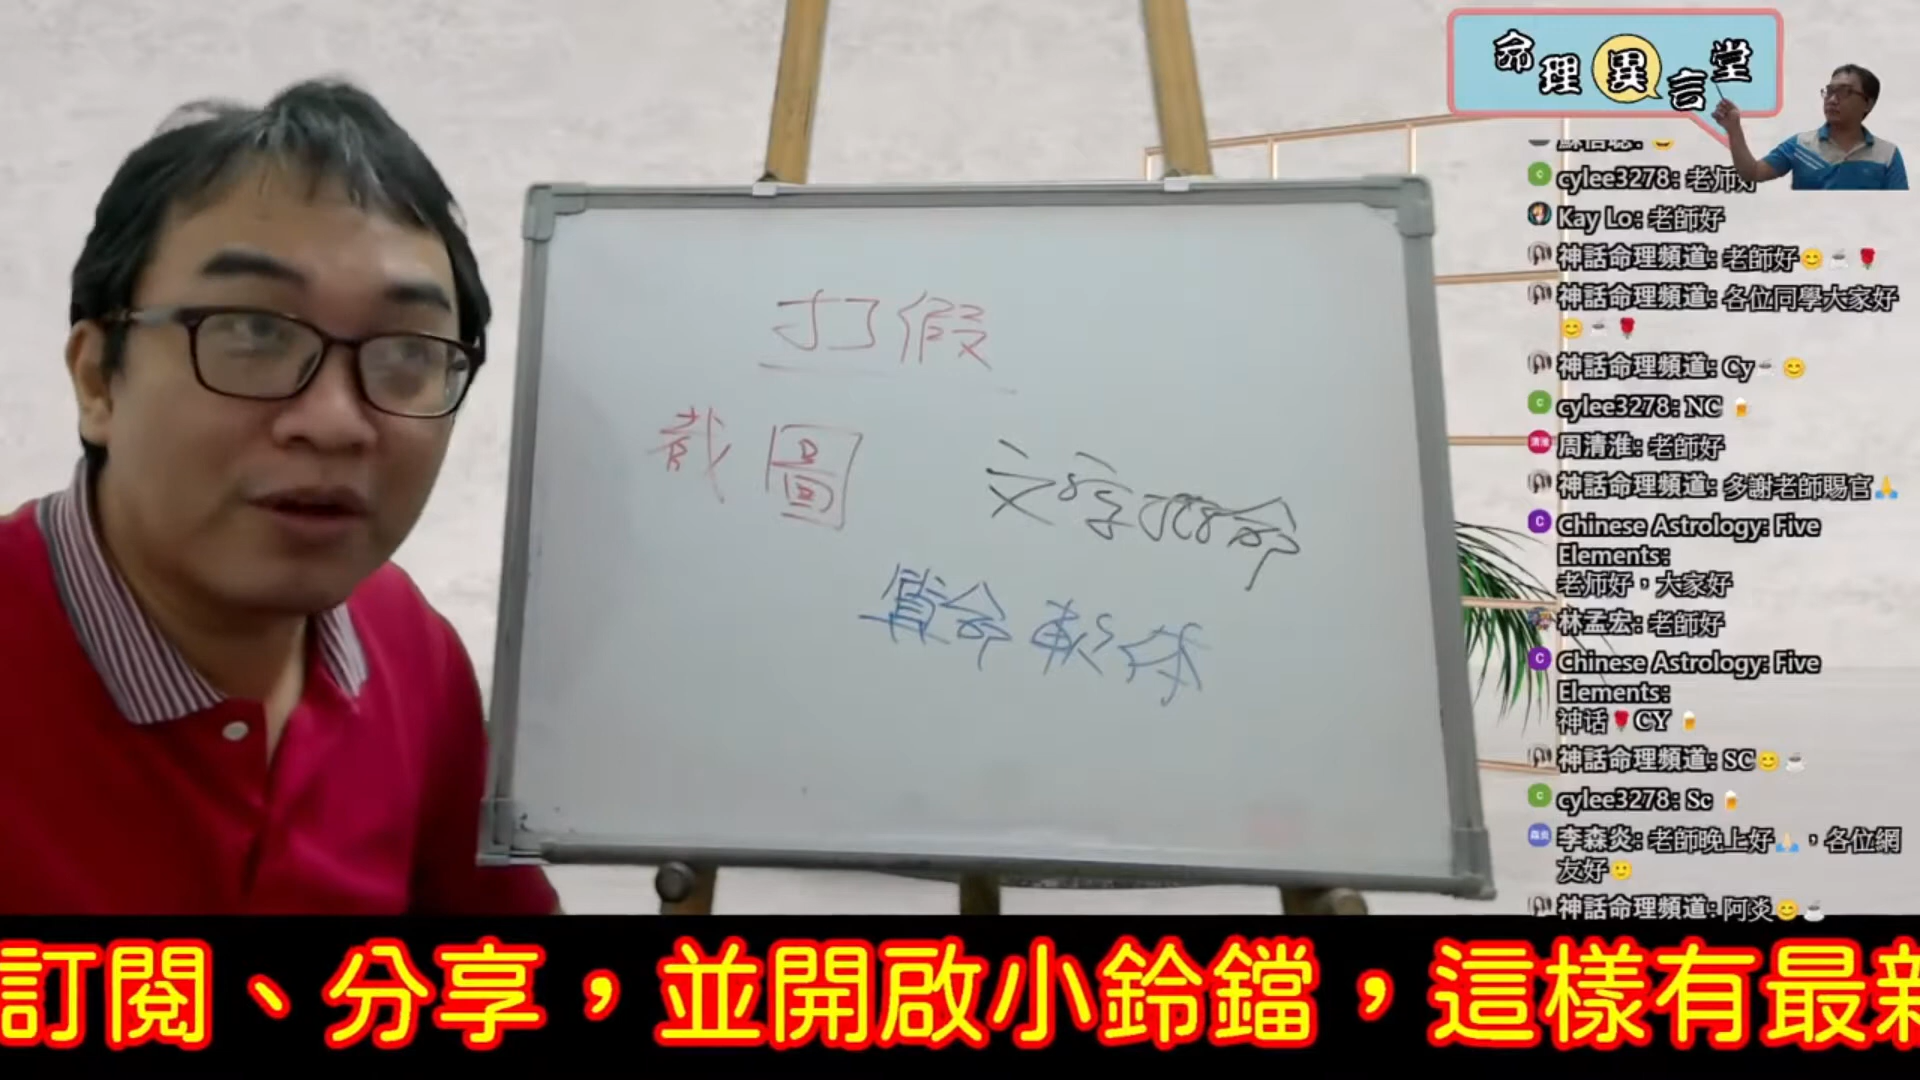 命理異言堂
打假
截圖
文字批命
算命軟体
cylee3278: 老师好
Kay Lo: 老師好
神話命理頻道: 老師好😊☕🌹
神話命理頻道: 各位同學大家好
😊☕🌹
神話命理頻道: Cy☕😊
cylee3278: NC🍺
周清淮: 老師好
神話命理頻道: 多謝老師賜官🙏
Chinese Astrology: Five
Elements:
老师好，大家好
林孟宏: 老師好
Chinese Astrology: Five
Elements:
神话🌹CY🍺
神話命理頻道: SC😊☕
cylee3278: Sc🍺
李森炎: 老師晚上好🙏，各位網
友好🙂
神話命理頻道: 阿炎😊☕
訂閱、分享，並開啟小鈴鐺，這樣有最新